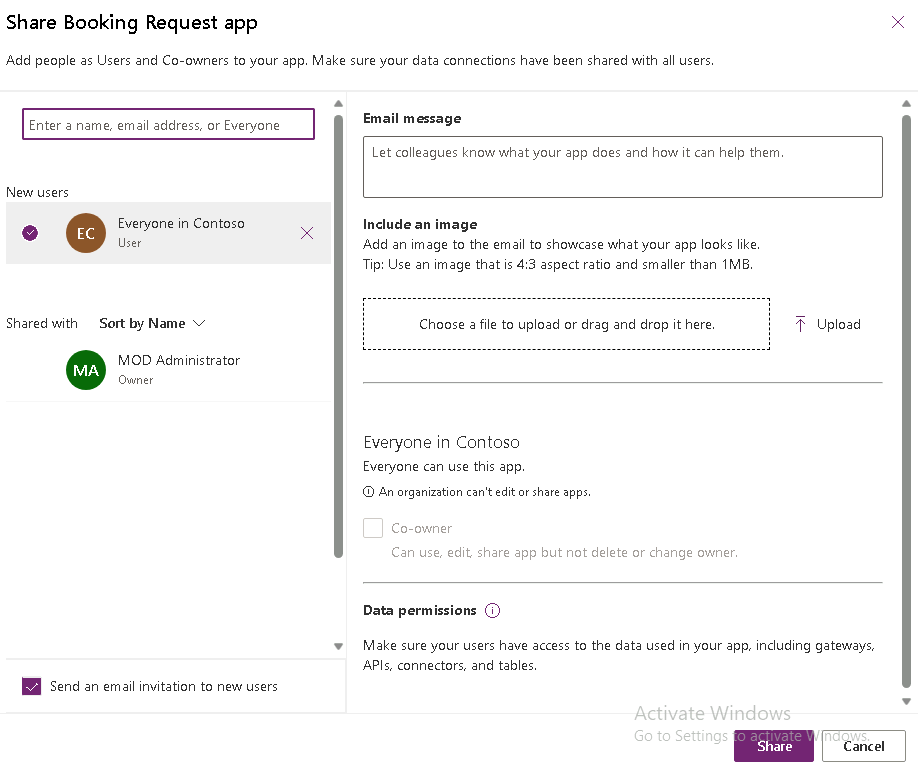 Share Booking Request app
Add people as Users and Co-owners to your app. Make sure your data connections have been shared with all users.
Enter a name, email address, or Everyone
New users
EC
Everyone in Contoso
User
Shared with
Sort by Name
MA
MOD Administrator
Owner
Send an email invitation to new users
Email message
Let colleagues know what your app does and how it can help them.
Include an image
Add an image to the email to showcase what your app looks like.
Tip: Use an image that is 4:3 aspect ratio and smaller than 1MB.
Choose a file to upload or drag and drop it here.
Upload
Everyone in Contoso
Everyone can use this app.
An organization can't edit or share apps.
Co-owner
Can use, edit, share app but not delete or change owner.
Data permissions
Make sure your users have access to the data used in your app, including gateways,
APIs, connectors, and tables.
Activate Windows
Go to Settings to activate Windows.
Share
Cancel